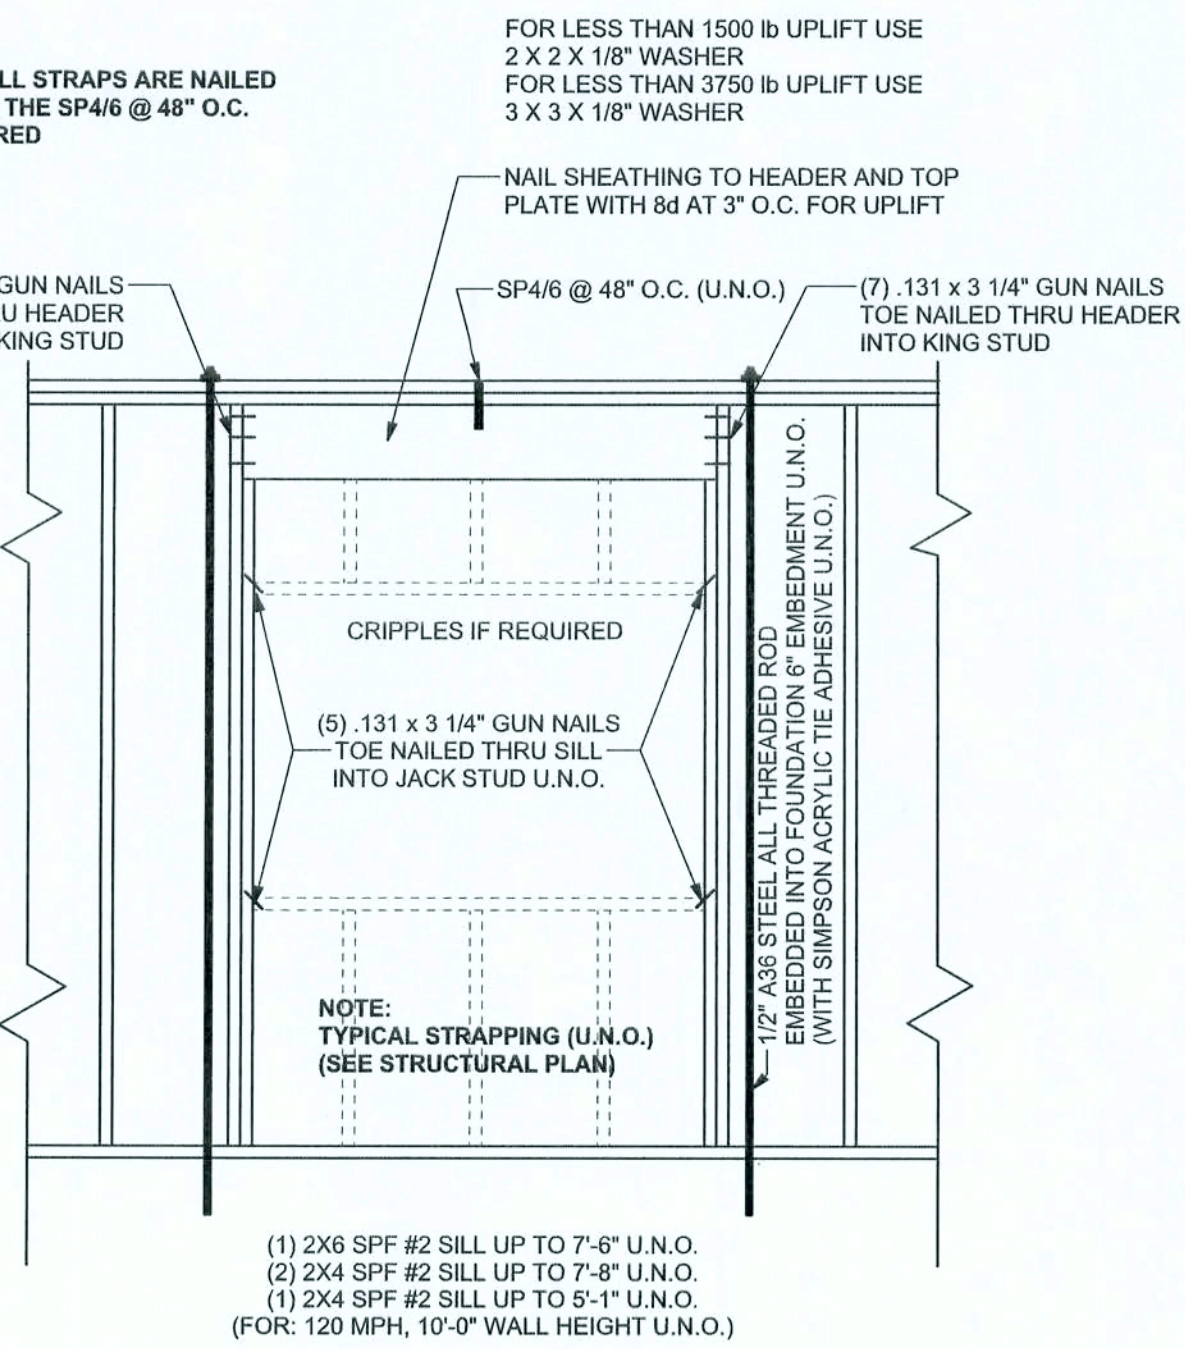 FOR LESS THAN 1500 lb UPLIFT USE
2 X 2 X 1/8" WASHER
FOR LESS THAN 3750 lb UPLIFT USE
3 X 3 X 1/8" WASHER
LL STRAPS ARE NAILED
THE SP4/6 @ 48" O.C.
RED
NAIL SHEATHING TO HEADER AND TOP
PLATE WITH 8d AT 3" O.C. FOR UPLIFT
GUN NAILS
U HEADER
KING STUD
SP4/6 @ 48" O.C. (U.N.O.)
(7) .131 x 3 1/4" GUN NAILS
TOE NAILED THRU HEADER
INTO KING STUD
CRIPPLES IF REQUIRED
(5) .131 x 3 1/4" GUN NAILS
TOE NAILED THRU SILL
INTO JACK STUD U.N.O.
1/2" A36 STEEL ALL THREADED ROD
EMBEDDED INTO FOUNDATION 6" EMBEDMENT U.N.O.
(WITH SIMPSON ACRYLIC TIE ADHESIVE U.N.O.)
NOTE:
TYPICAL STRAPPING (U.N.O.)
(SEE STRUCTURAL PLAN)
(1) 2X6 SPF #2 SILL UP TO 7'-6" U.N.O.
(2) 2X4 SPF #2 SILL UP TO 7'-8" U.N.O.
(1) 2X4 SPF #2 SILL UP TO 5'-1" U.N.O.
(FOR: 120 MPH, 10'-0" WALL HEIGHT U.N.O.)